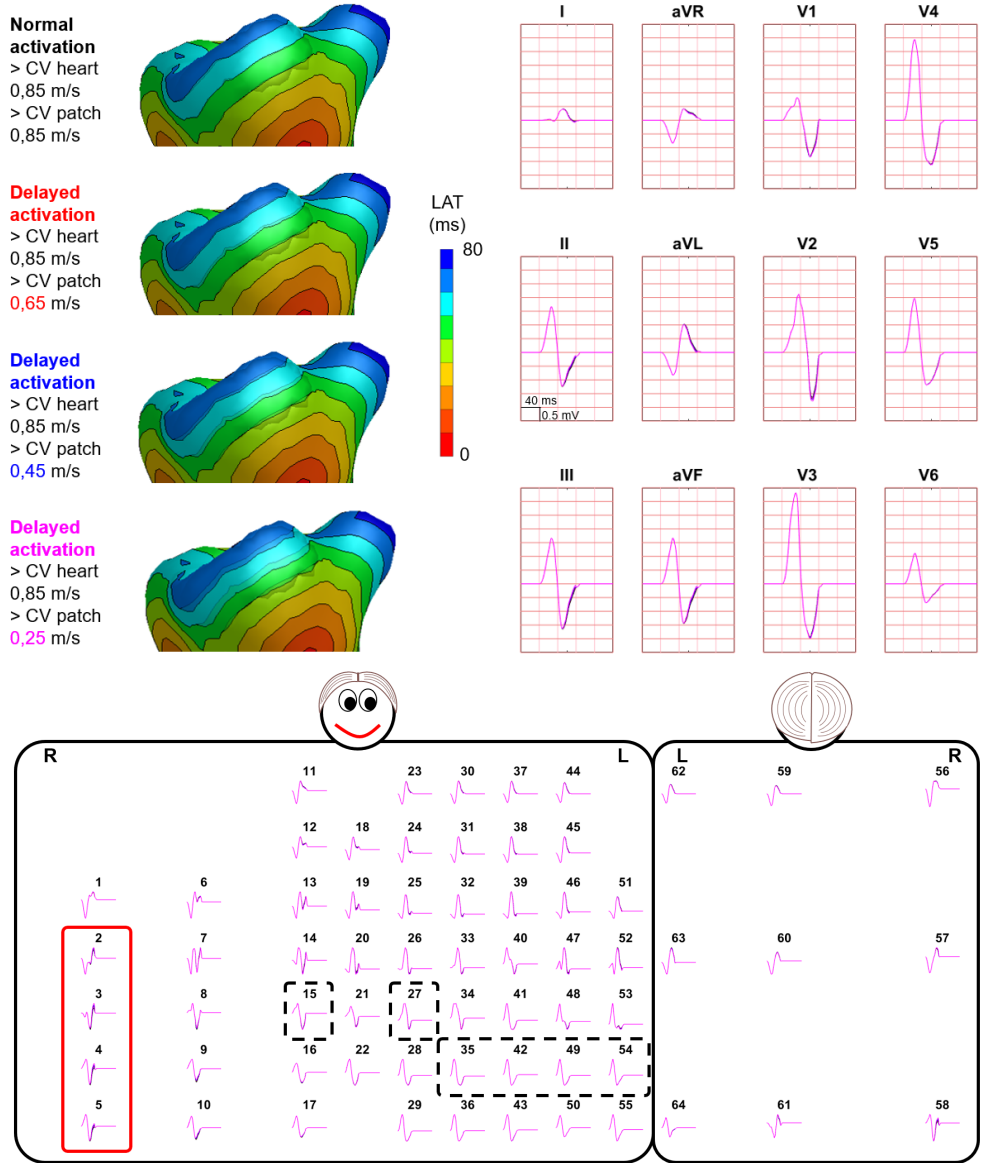 Normal
activation
> CV heart
0,85 m/s
> CV patch
0,85 m/s
Delayed
activation
> CV heart
0,85 m/s
> CV patch
0,65 m/s
Delayed
activation
> CV heart
0,85 m/s
> CV patch
0,45 m/s
Delayed
activation
> CV heart
0,85 m/s
> CV patch
0,25 m/s
LAT
(ms)
80
0
I aVR V1 V4
II aVL V2 V5
40 ms
0.5 mV
III aVF V3 V6
R L L R
11 23 30 37 44 62 59 56
12 18 24 31 38 45
1 6 13 19 25 32 39 46 51
2 7 14 20 26 33 40 47 52 63 60 57
3 8 15 21 27 34 41 48 53
4 9 16 22 28 35 42 49 54
5 10 17 29 36 43 50 55 64 61 58